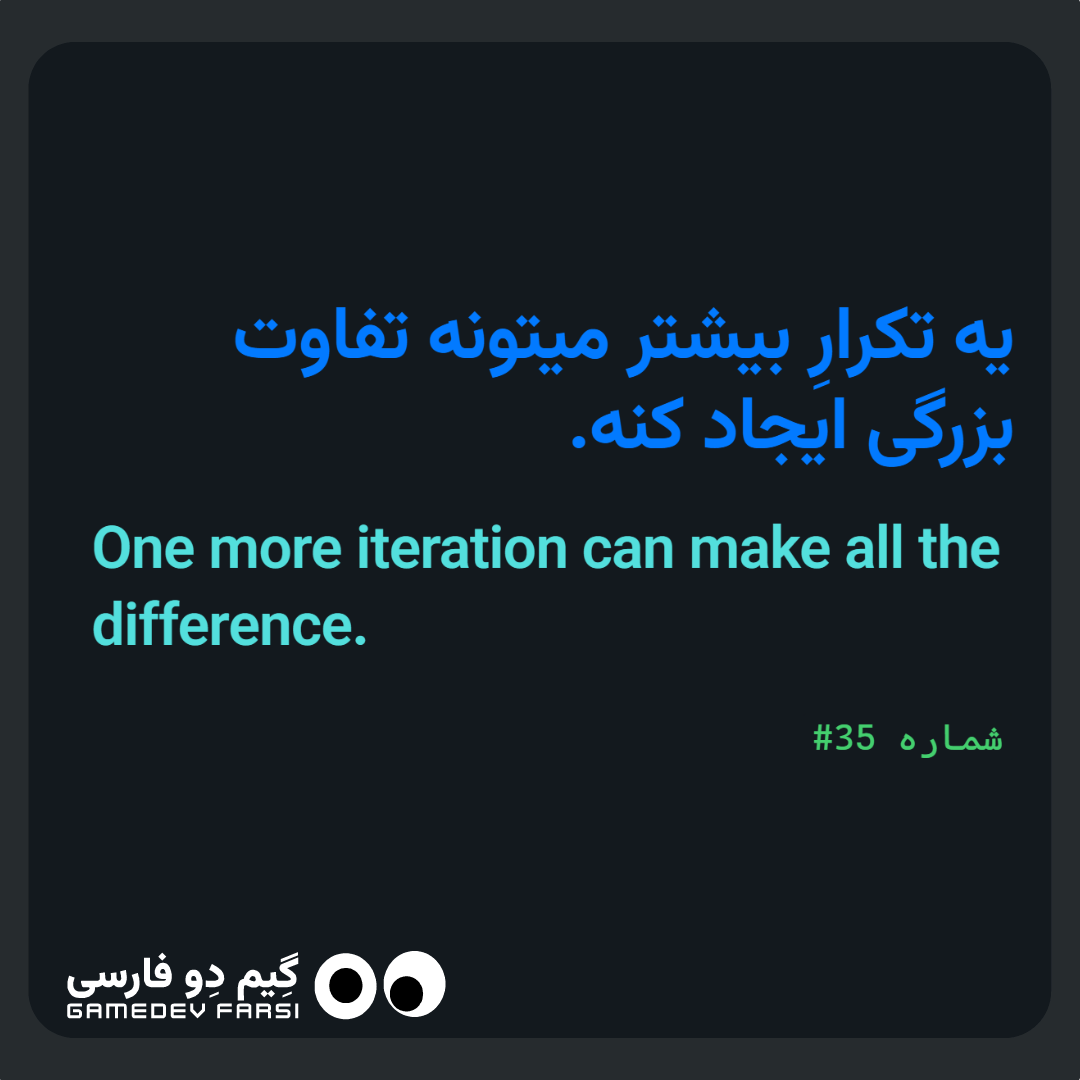 یه تکرارِ بیشتر میتونه تفاوت
بزرگی ایجاد کنه.
One more iteration can make all the
difference.
شماره 35#
گِیم دِو فارسی
GAMEDEV FARSI